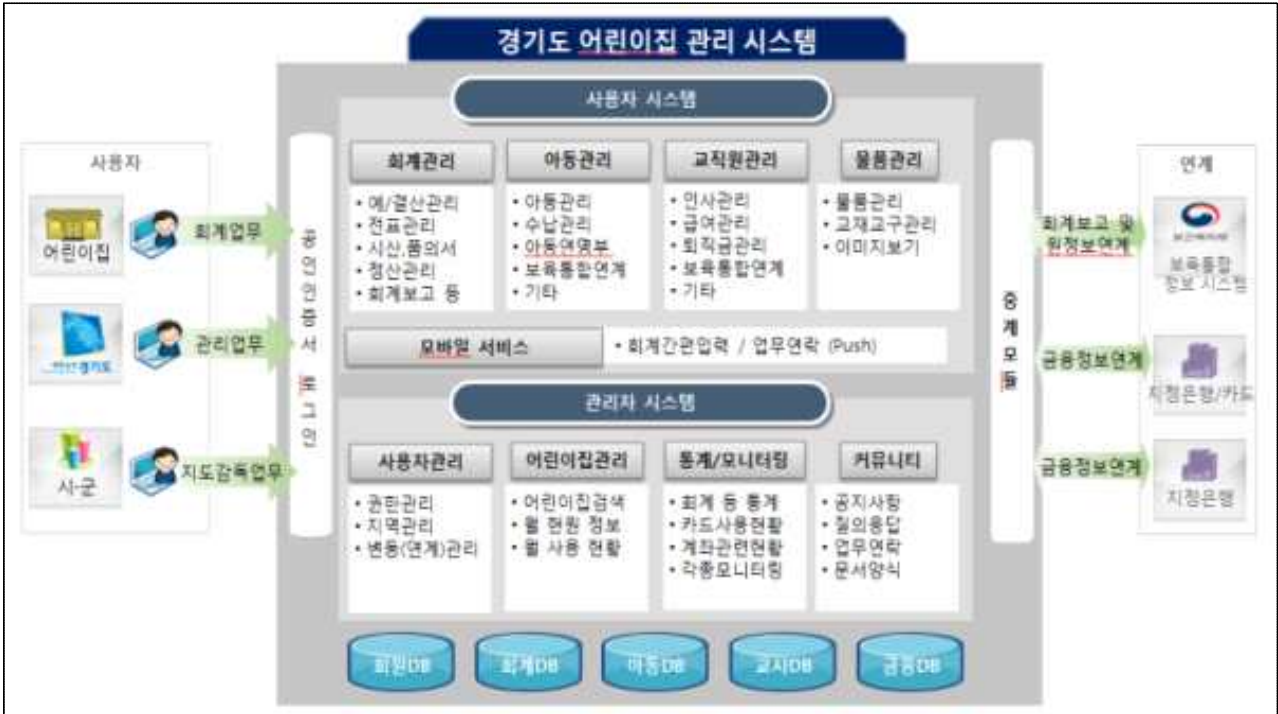 경기도 어린이집 관리 시스템
사용자 시스템
사용자
어린이집
회계업무
관리업무
시·군
지도감독업무
공인인증서 로그인
회계관리
• 예/결산관리
• 전표관리
• 정산관리
• 회계보고 등
아동관리
• 아동관리
• 수납관리
• 아동연명부
• 보육통합연계
• 기타
교직원관리
• 인사관리
• 급여관리
• 퇴직금관리
• 보육통합연계
• 기타
물품관리
• 물품관리
• 교재교구관리
• 이미지보기
모바일 서비스
• 회계간편입력 / 업무연락 (Push)
관리자 시스템
사용자관리
• 권한관리
• 지역관리
• 변동(연계)관리
어린이집관리
• 어린이집검색
• 월 현원 정보
• 월 사용 현황
통계/모니터링
• 회계 등 통계
• 카드사용현황
• 계좌관련현황
• 각종모니터링
커뮤니티
• 공지사항
• 질의응답
• 업무연락
• 문서양식
회원DB
회계DB
아동DB
교사DB
금융DB
중계모듈
연계
회계보고 및
원정보연계
보건복지부
보육통합
정보 시스템
금융정보연계
지정은행/카드
금융정보연계
지정은행